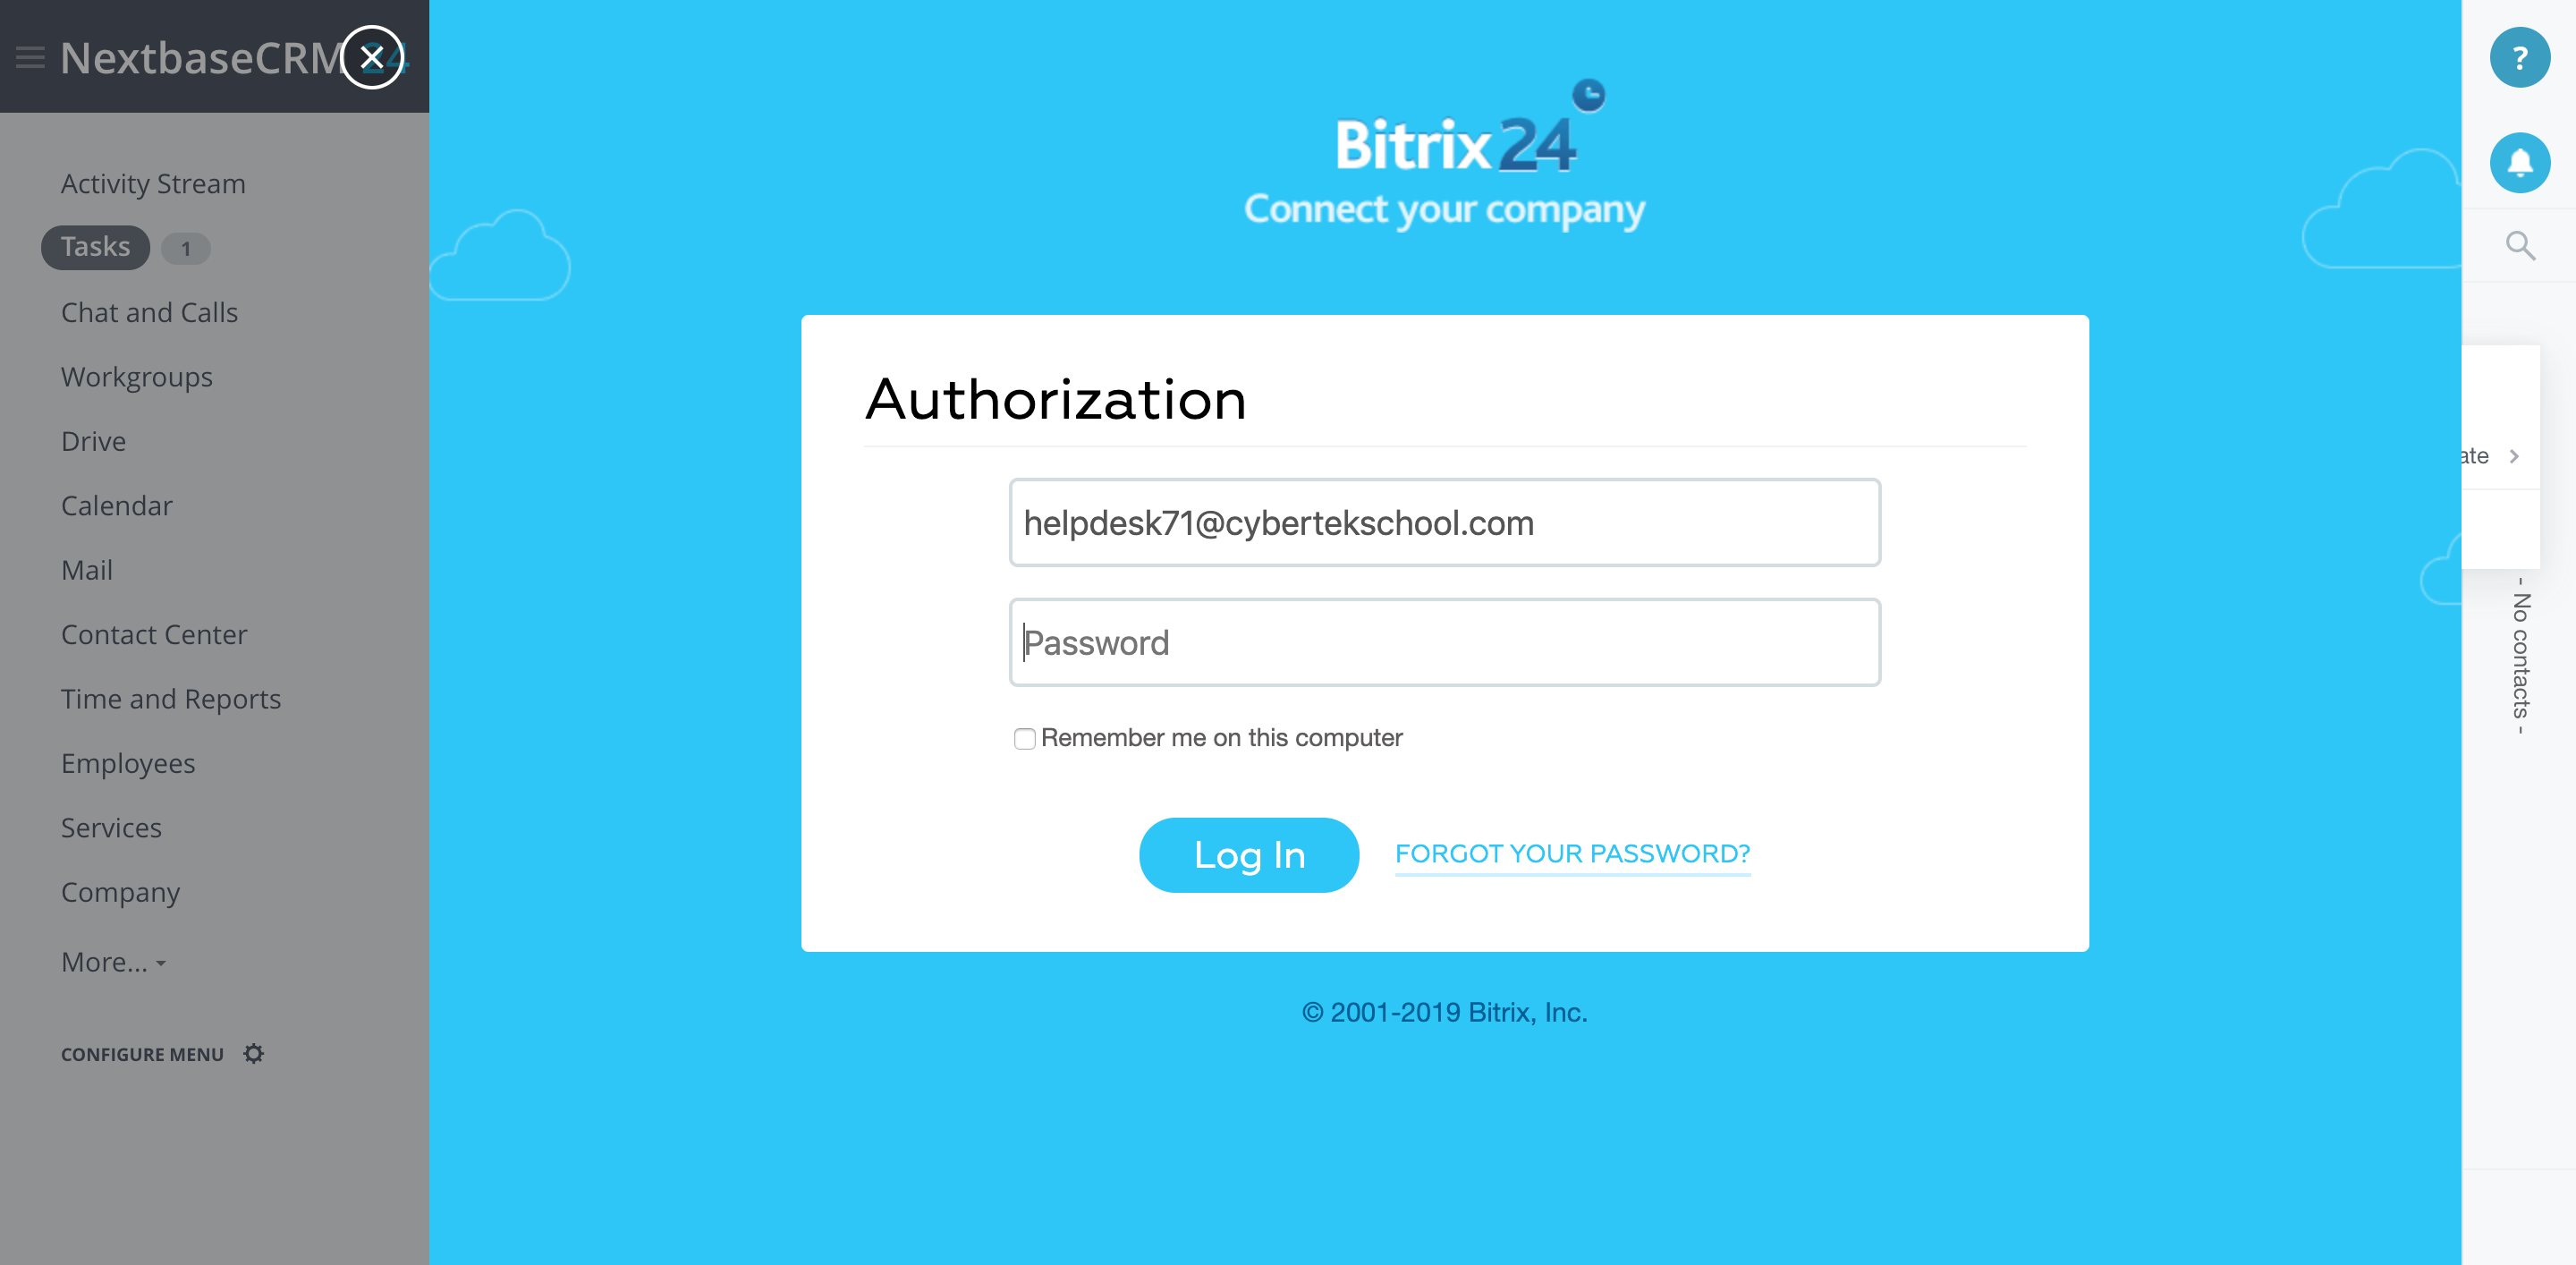 NextbaseCRM 24
Activity Stream
Tasks 1
Chat and Calls
Workgroups
Drive
Calendar
Mail
Contact Center
Time and Reports
Employees
Services
Company
More...
CONFIGURE MENU
Bitrix24
Connect your company
Authorization
helpdesk71@cybertekschool.com
Password
Remember me on this computer
Log In
FORGOT YOUR PASSWORD?
© 2001-2019 Bitrix, Inc.
?
ate
- No contacts -